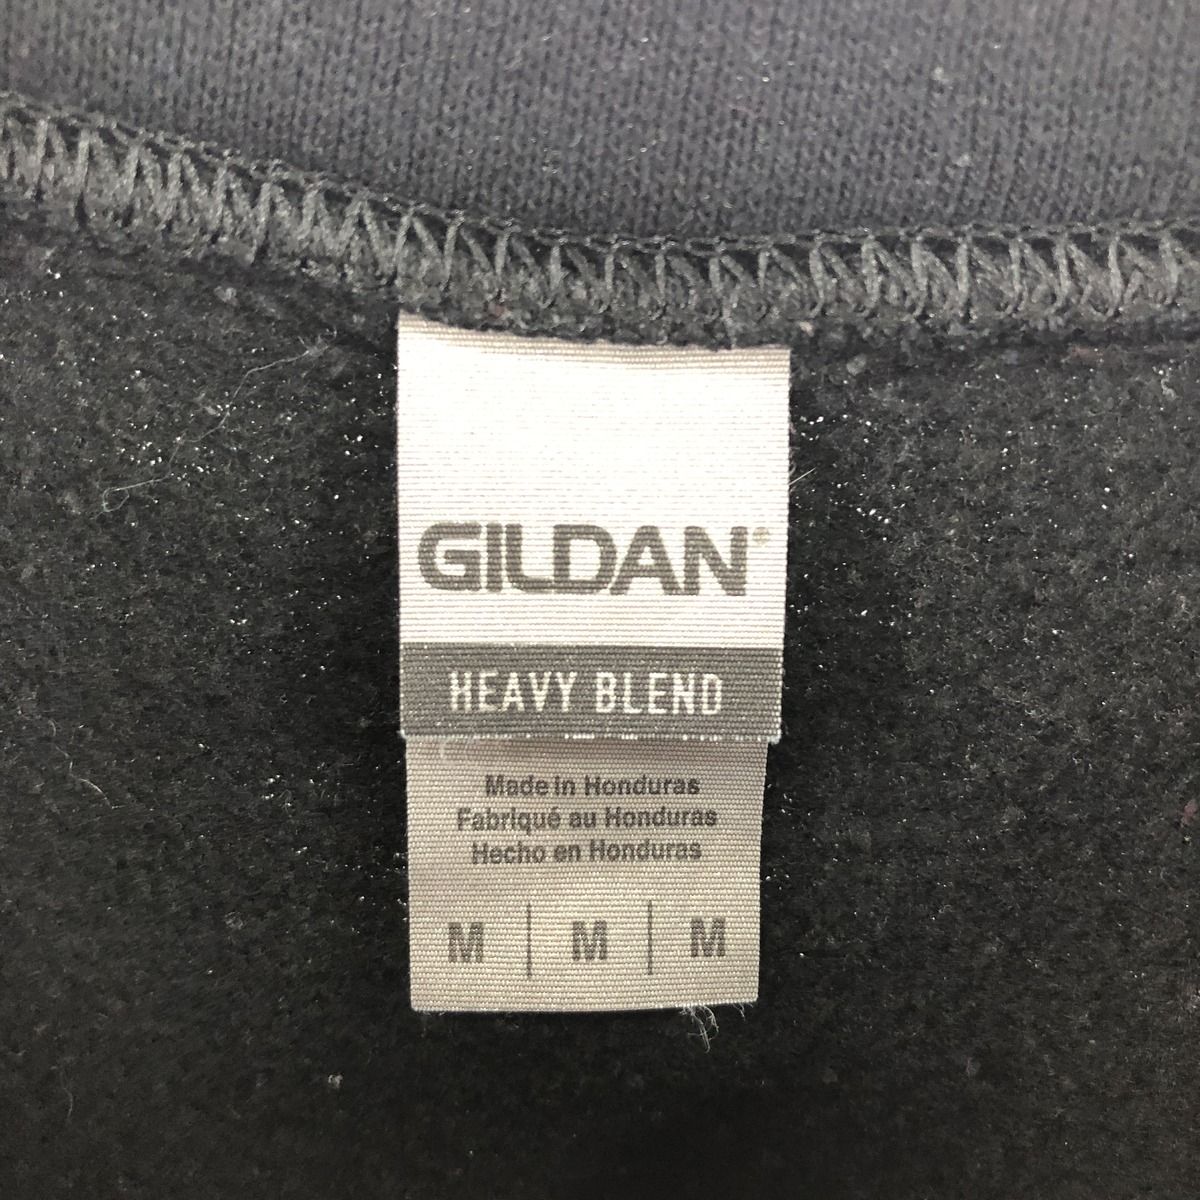 GILDAN®
HEAVY BLEND
Made in Honduras
Fabriqué au Honduras
Hecho en Honduras
M | M | M